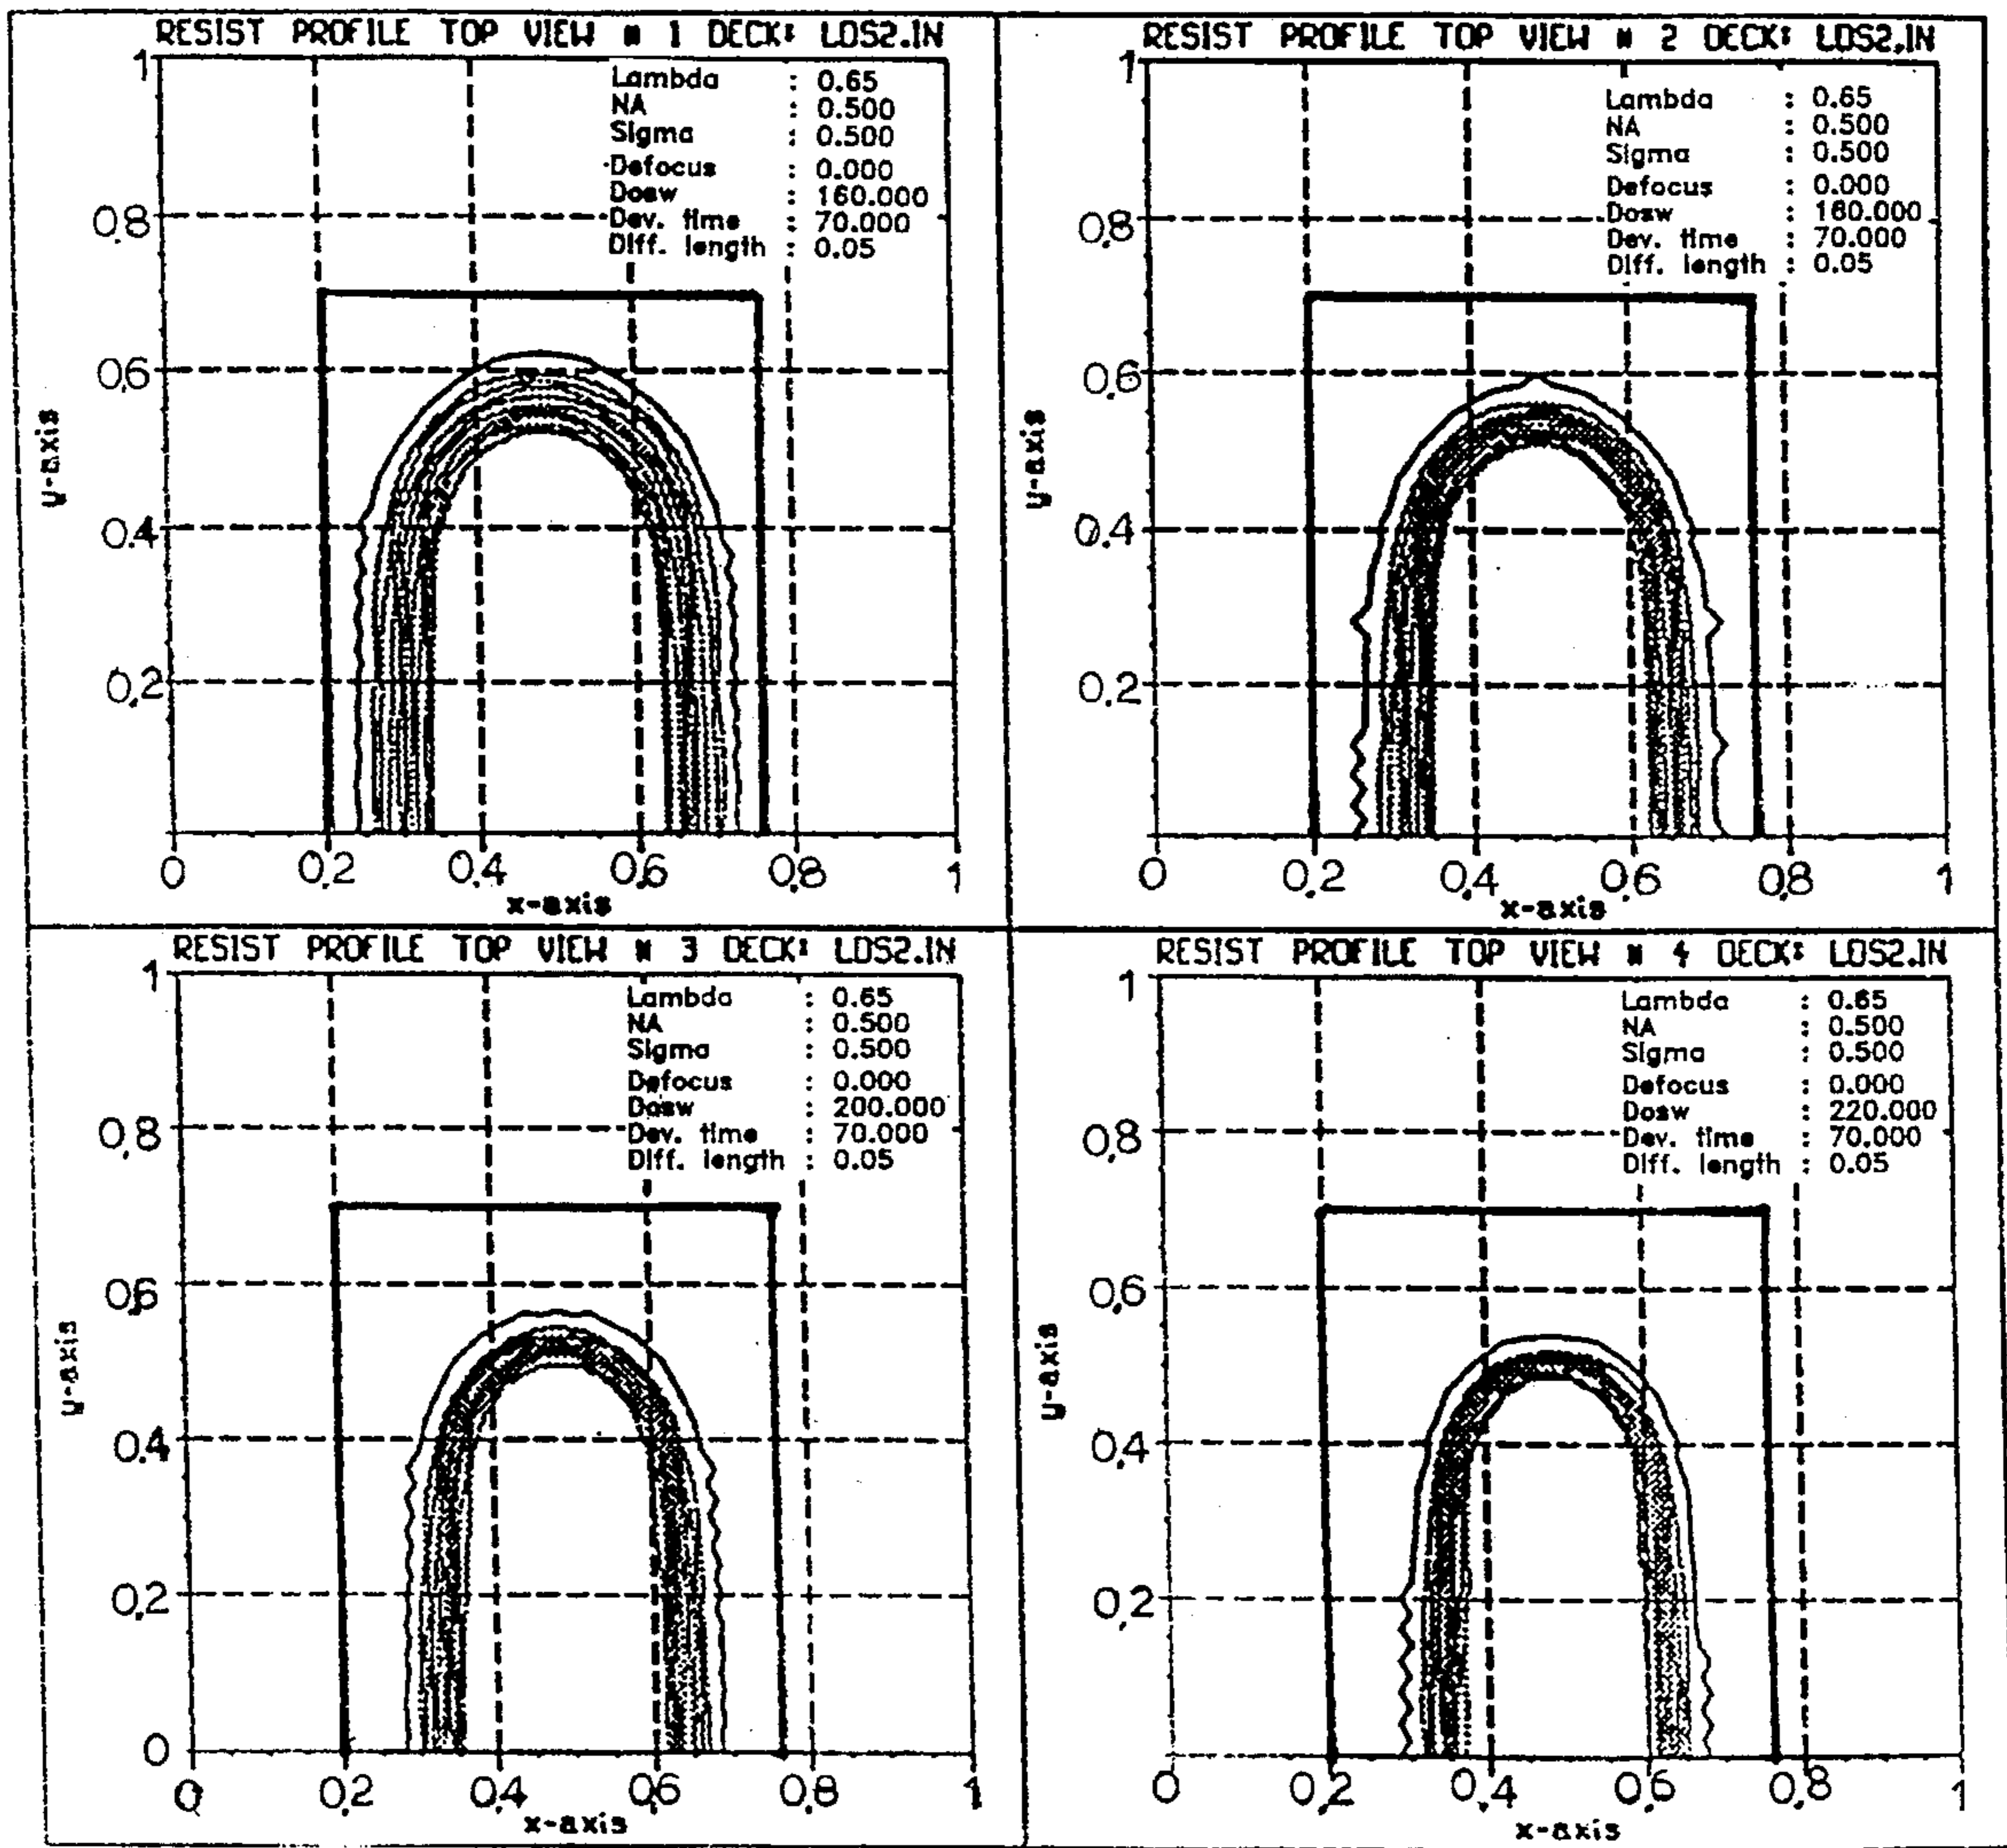 RESIST PROFILE TOP VIEW # 1 DECK: LOS2.IN
Lambda : 0.65
NA : 0.500
Sigma : 0.500
Defocus : 0.000
Dosw : 160.000
Dev. time : 70.000
Diff. length : 0.05
1
0.8
0.6
0.4
0.2
y-axis
0 0.2 0.4 0.6 0.8 1
x-axis
RESIST PROFILE TOP VIEW # 2 DECK: LOS2.IN
Lambda : 0.65
NA : 0.500
Sigma : 0.500
Defocus : 0.000
Dosw : 180.000
Dev. time : 70.000
Diff. length : 0.05
1
0.8
0.6
0.4
0.2
y-axis
0 0.2 0.4 0.6 0.8 1
x-axis
RESIST PROFILE TOP VIEW # 3 DECK: LOS2.IN
Lambda : 0.65
NA : 0.500
Sigma : 0.500
Defocus : 0.000
Dosw : 200.000
Dev. time : 70.000
Diff. length : 0.05
1
0.8
0.6
0.4
0.2
0
y-axis
0 0.2 0.4 0.6 0.8 1
x-axis
RESIST PROFILE TOP VIEW # 4 DECK: LOS2.IN
Lambda : 0.65
NA : 0.500
Sigma : 0.500
Defocus : 0.000
Dosw : 220.000
Dev. time : 70.000
Diff. length : 0.05
1
0.8
0.6
0.4
0.2
y-axis
0 0.2 0.4 0.6 0.8 1
x-axis